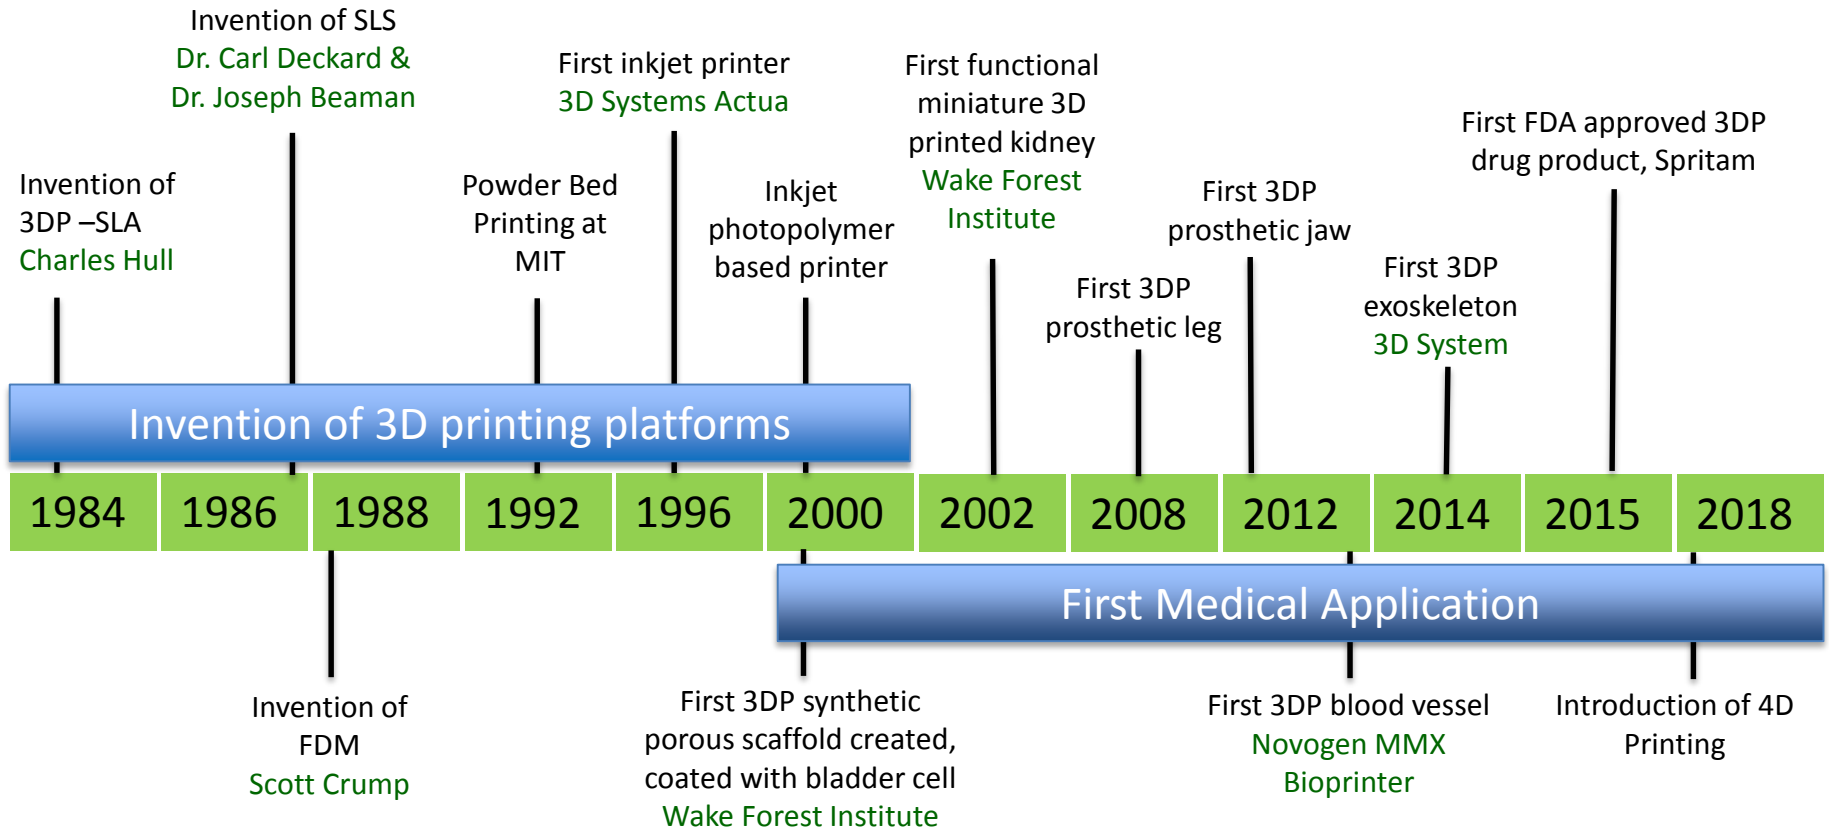 Invention of SLS
Dr. Carl Deckard &
Dr. Joseph Beaman
First inkjet printer
3D Systems Actua
First functional
miniature 3D
printed kidney
Wake Forest
Institute
First FDA approved 3DP
drug product, Spritam
Invention of
3DP –SLA
Charles Hull
Powder Bed
Printing at
MIT
Inkjet
photopolymer
based printer
First 3DP
prosthetic jaw
First 3DP
prosthetic leg
First 3DP
exoskeleton
3D System
Invention of 3D printing platforms
1984 1986 1988 1992 1996 2000 2002 2008 2012 2014 2015 2018
First Medical Application
Invention of
FDM
Scott Crump
First 3DP synthetic
porous scaffold created,
coated with bladder cell
Wake Forest Institute
First 3DP blood vessel
Novogen MMX
Bioprinter
Introduction of 4D
Printing